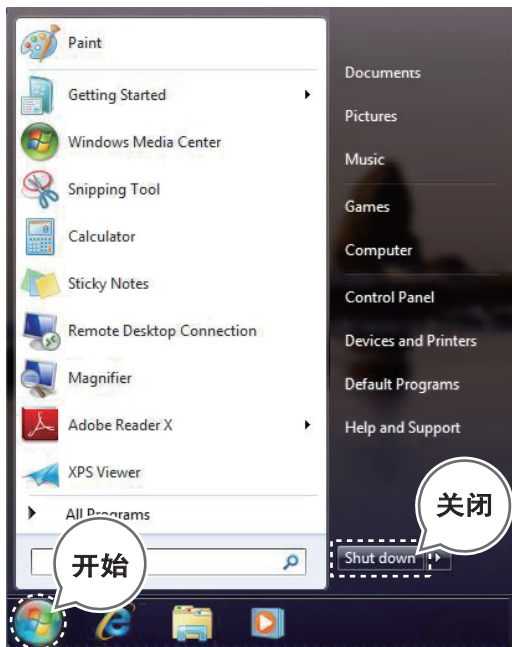 Paint
Getting Started
Windows Media Center
Snipping Tool
Calculator
Sticky Notes
Remote Desktop Connection
Magnifier
Adobe Reader X
XPS Viewer
All Programs
开始
Documents
Pictures
Music
Games
Computer
Control Panel
Devices and Printers
Default Programs
Help and Support
关闭
Shut down